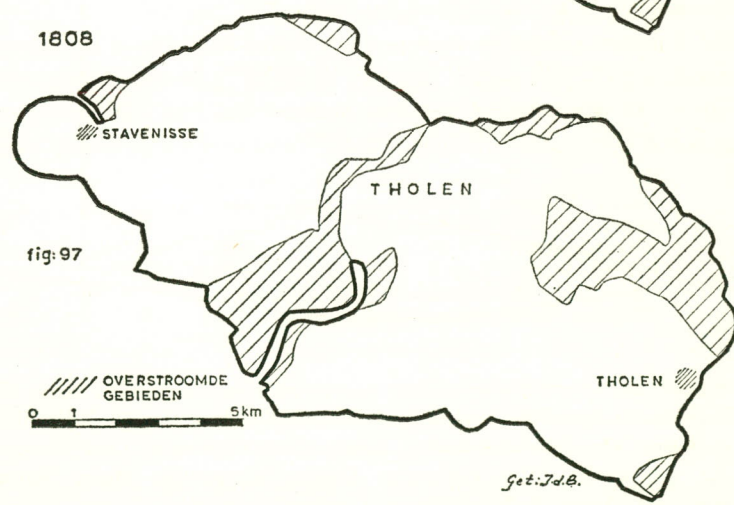 1808
STAVENISSE
THOLEN
fig: 97
OVERSTROOMDE
GEBIEDEN
THOLEN
0 1 5km
Get: J.d.B.